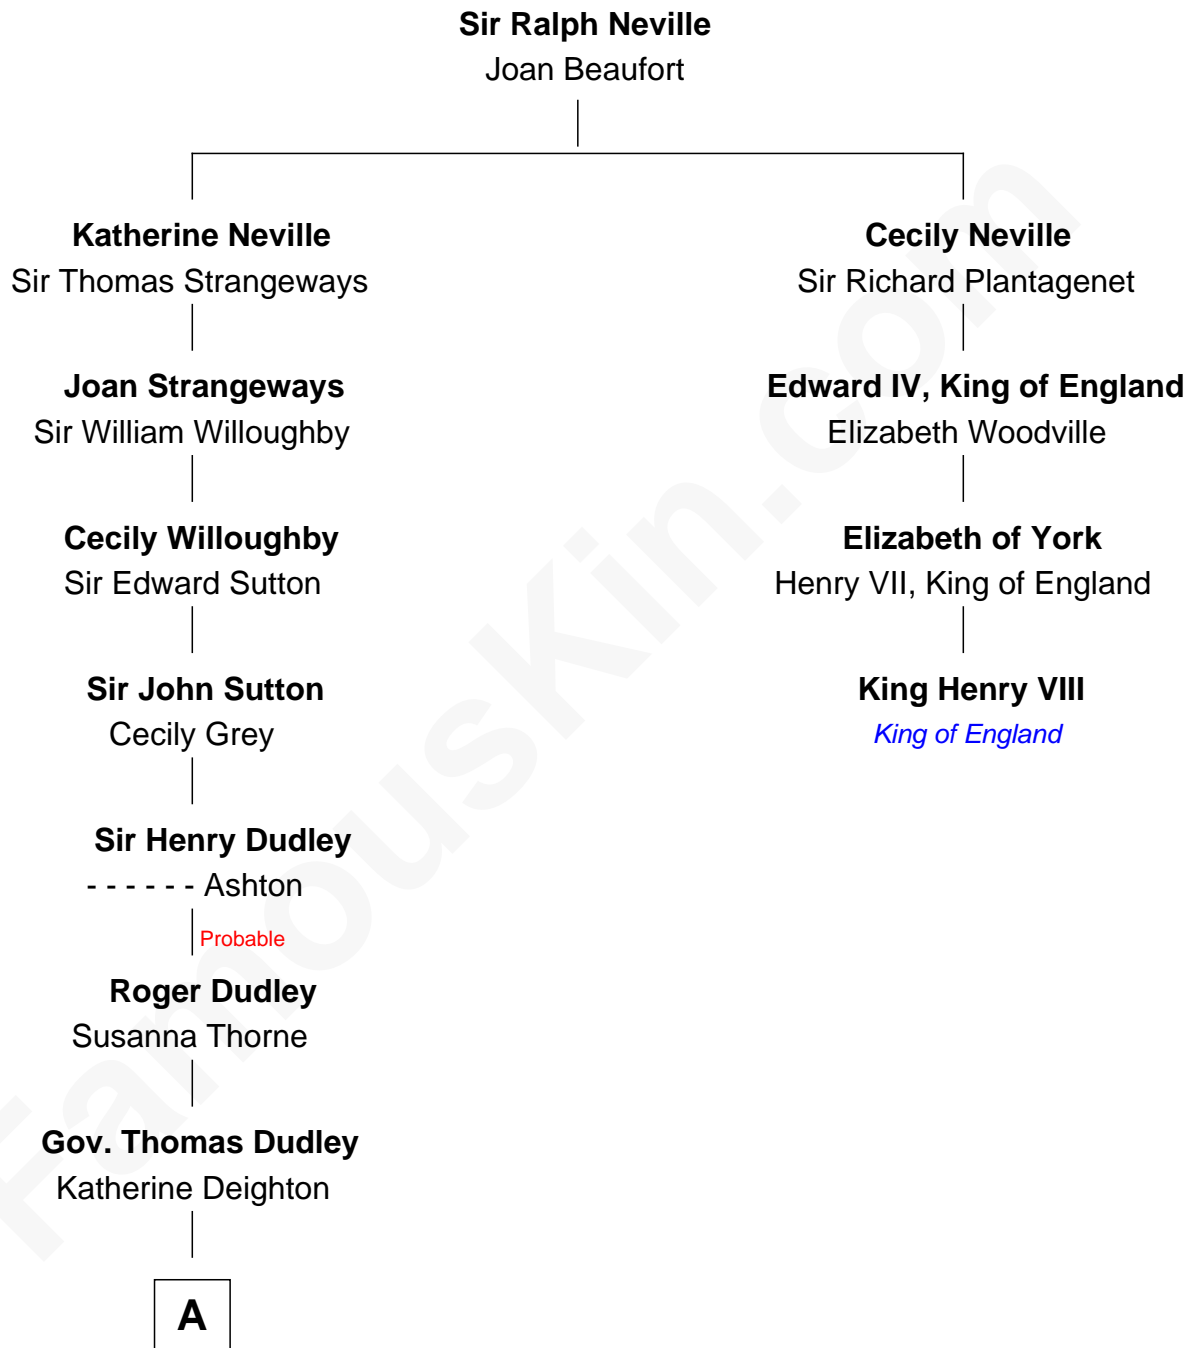 Sir Ralph Neville
Joan Beaufort
Katherine Neville
Sir Thomas Strangeways
Cecily Neville
Sir Richard Plantagenet
Joan Strangeways
Sir William Willoughby
Edward IV, King of England
Elizabeth Woodville
Cecily Willoughby
Sir Edward Sutton
Elizabeth of York
Henry VII, King of England
Sir John Sutton
Cecily Grey
King Henry VIII
King of England
Sir Henry Dudley
- - - - - - Ashton
Probable
Roger Dudley
Susanna Thorne
Gov. Thomas Dudley
Katherine Deighton
A
FamousKin.com